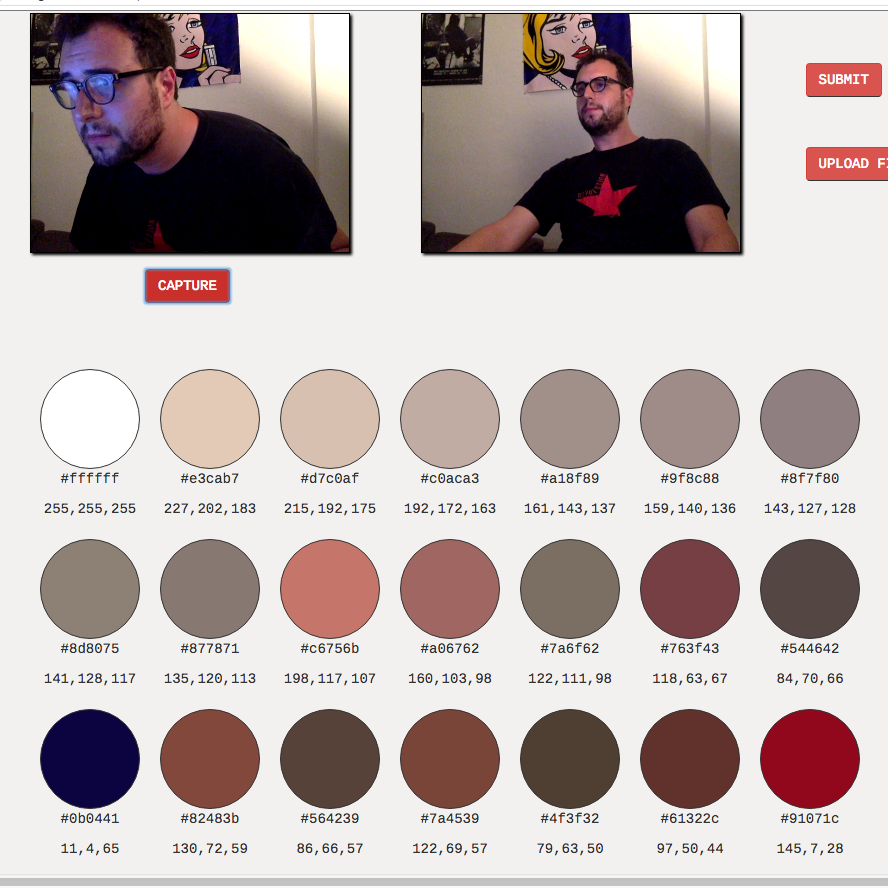 SUBMIT
UPLOAD
CAPTURE
#ffffff #e3cab7 #d7c0af #c0aca3 #a18f89 #9f8c88 #8f7f80
255,255,255 227,202,183 215,192,175 192,172,163 161,143,137 159,140,136 143,127,128
#8d8075 #877871 #c6756b #a06762 #7a6f62 #763f43 #544642
141,128,117 135,120,113 198,117,107 160,103,98 122,111,98 118,63,67 84,70,66
#0b0441 #82483b #564239 #7a4539 #4f3f32 #61322c #91071c
11,4,65 130,72,59 86,66,57 122,69,57 79,63,50 97,50,44 145,7,28